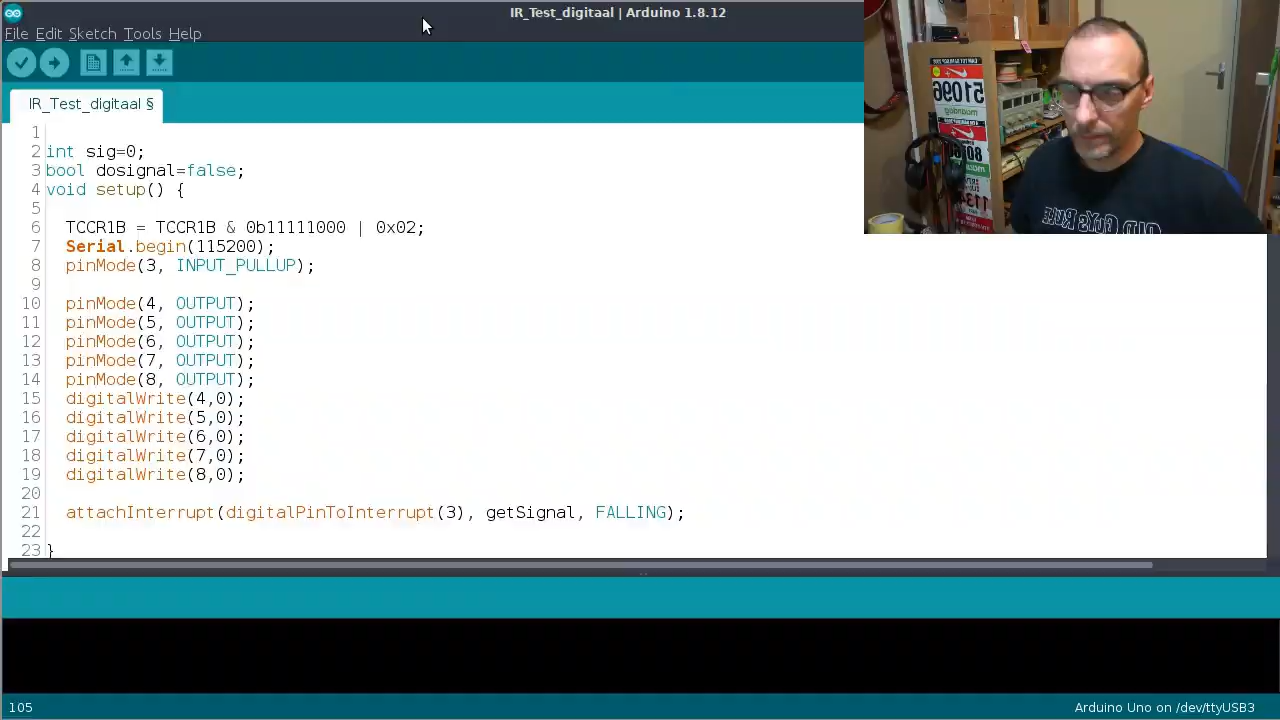 IR_Test_digitaal | Arduino 1.8.12
File Edit Sketch Tools Help
IR_Test_digitaal §
1
2 int sig=0;
3 bool dosignal=false;
4 void setup() {
5
6 TCCR1B = TCCR1B & 0b11111000 | 0x02;
7 Serial.begin(115200);
8 pinMode(3, INPUT_PULLUP);
9
10 pinMode(4, OUTPUT);
11 pinMode(5, OUTPUT);
12 pinMode(6, OUTPUT);
13 pinMode(7, OUTPUT);
14 pinMode(8, OUTPUT);
15 digitalWrite(4,0);
16 digitalWrite(5,0);
17 digitalWrite(6,0);
18 digitalWrite(7,0);
19 digitalWrite(8,0);
20
21 attachInterrupt(digitalPinToInterrupt(3), getSignal, FALLING);
22
23 }
105
Arduino Uno on /dev/ttyUSB3
51096
OLD GUYS RULE